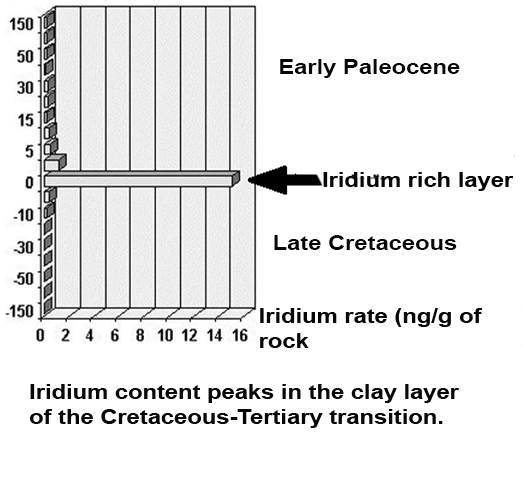 150
50
Early Paleocene
30
15
5
0
Iridium rich layer
-10
-30
Late Cretaceous
-50
-150
0 2 4 6 8 10 12 14 16
Iridium rate (ng/g of
rock
Iridium content peaks in the clay layer
of the Cretaceous-Tertiary transition.